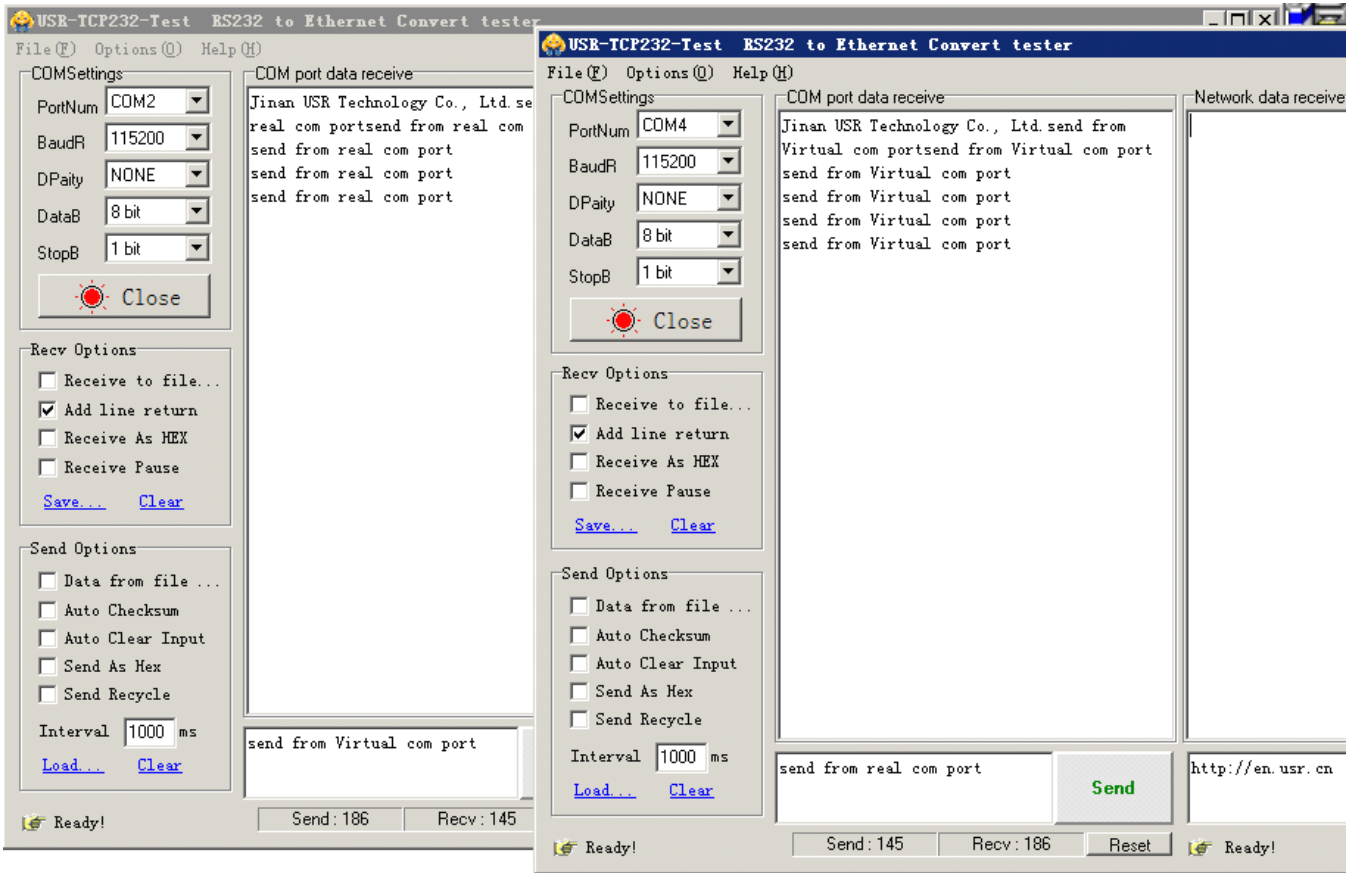 USR-TCP232-Test RS232 to Ethernet Convert tester
File(F) Options(O) Help(H)
COMSettings
PortNum COM2
BaudR 115200
DPaity NONE
DataB 8 bit
StopB 1 bit
Close
Recv Options
Receive to file...
Add line return
Receive As HEX
Receive Pause
Save... Clear
Send Options
Data from file ...
Auto Checksum
Auto Clear Input
Send As Hex
Send Recycle
Interval 1000 ms
Load... Clear
Ready!
COM port data receive
Jinan USR Technology Co., Ltd.se
real com portsend from real com
send from real com port
send from real com port
send from real com port
send from Virtual com port
Send : 186 Recv : 145
USR-TCP232-Test RS232 to Ethernet Convert tester
File(F) Options(O) Help(H)
COMSettings
PortNum COM4
BaudR 115200
DPaity NONE
DataB 8 bit
StopB 1 bit
Close
Recv Options
Receive to file...
Add line return
Receive As HEX
Receive Pause
Save... Clear
Send Options
Data from file ...
Auto Checksum
Auto Clear Input
Send As Hex
Send Recycle
Interval 1000 ms
Load... Clear
Ready!
COM port data receive
Jinan USR Technology Co., Ltd.send from
Virtual com portsend from Virtual com port
send from Virtual com port
send from Virtual com port
send from Virtual com port
send from Virtual com port
send from real com port
Send
Send : 145 Recv : 186 Reset
Network data receive
http://en.usr.cn
Ready!